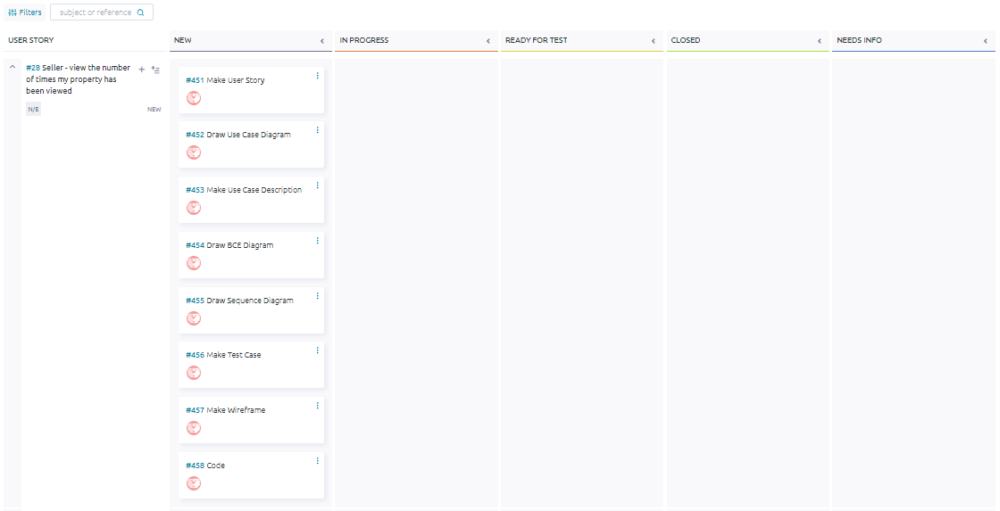 Filters
subject or reference
USER STORY
NEW
IN PROGRESS
READY FOR TEST
CLOSED
NEEDS INFO
#28 Seller - view the number
of times my property has
been viewed
N/E
NEW
#451 Make User Story
#452 Draw Use Case Diagram
#453 Make Use Case Description
#454 Draw BCE Diagram
#455 Draw Sequence Diagram
#456 Make Test Case
#457 Make Wireframe
#458 Code